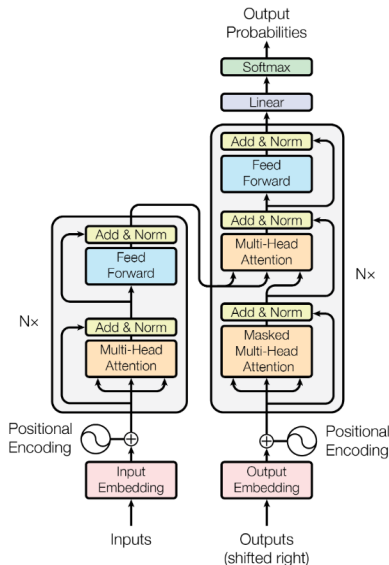 Output
Probabilities
Softmax
Linear
Add & Norm
Feed
Forward
Add & Norm
Multi-Head
Attention
Add & Norm
Masked
Multi-Head
Attention
N×
Add & Norm
Feed
Forward
Add & Norm
Multi-Head
Attention
N×
Positional
Encoding
Positional
Encoding
Input
Embedding
Output
Embedding
Inputs
Outputs
(shifted right)